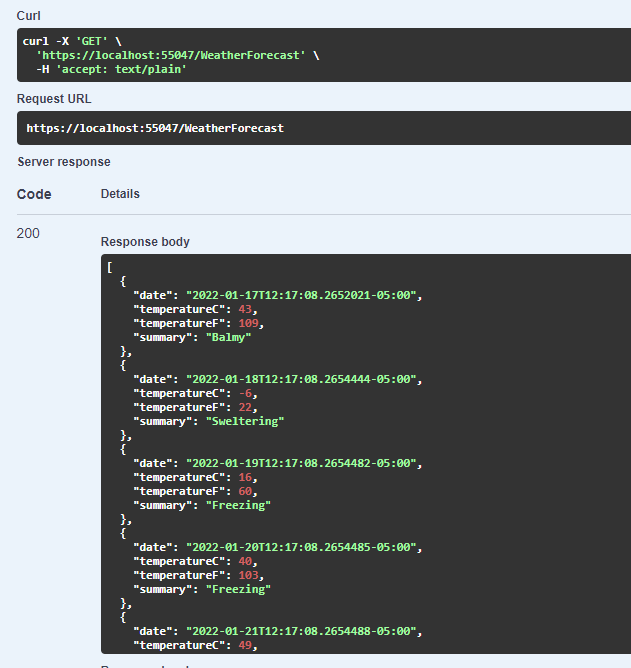 Curl
curl -X 'GET' \
  'https://localhost:55047/WeatherForecast' \
  -H 'accept: text/plain'
Request URL
https://localhost:55047/WeatherForecast
Server response
Code Details
200
Response body
[
  {
    "date": "2022-01-17T12:17:08.2652021-05:00",
    "temperatureC": 43,
    "temperatureF": 109,
    "summary": "Balmy"
  },
  {
    "date": "2022-01-18T12:17:08.2654444-05:00",
    "temperatureC": -6,
    "temperatureF": 22,
    "summary": "Sweltering"
  },
  {
    "date": "2022-01-19T12:17:08.2654482-05:00",
    "temperatureC": 16,
    "temperatureF": 60,
    "summary": "Freezing"
  },
  {
    "date": "2022-01-20T12:17:08.2654485-05:00",
    "temperatureC": 40,
    "temperatureF": 103,
    "summary": "Freezing"
  },
  {
    "date": "2022-01-21T12:17:08.2654488-05:00",
    "temperatureC": 49,